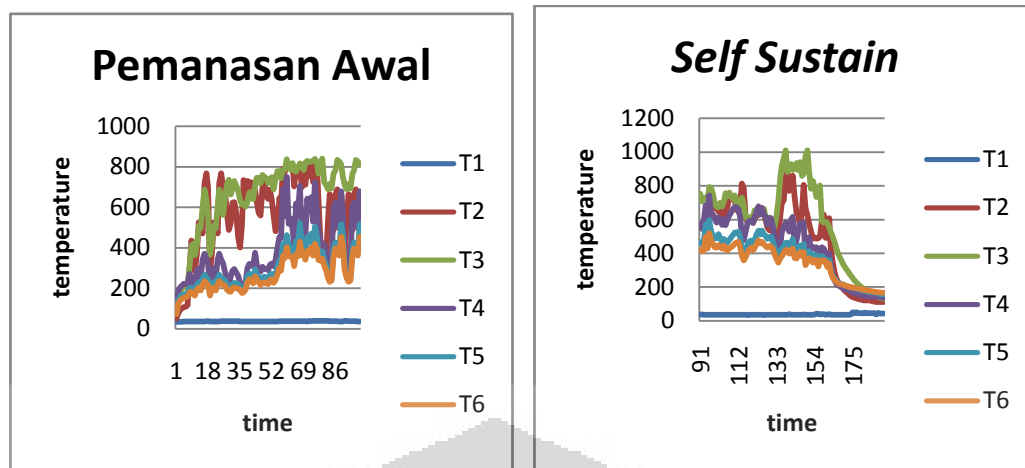 Pemanasan Awal
temperature
1000
800
600
400
200
0
1 18 35 52 69 86
time
T1
T2
T3
T4
T5
T6
Self Sustain
temperature
1200
1000
800
600
400
200
0
91
112
133
154
175
time
T1
T2
T3
T4
T5
T6